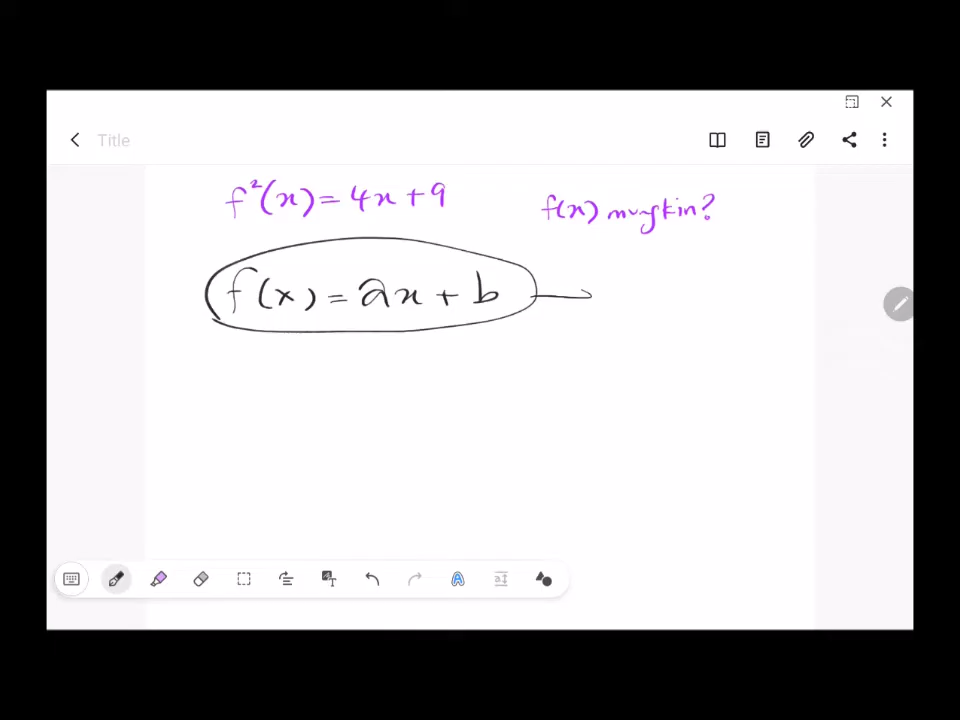 Title
f²(x) = 4x + 9 f(x) mungkin?
f(x) = ax + b